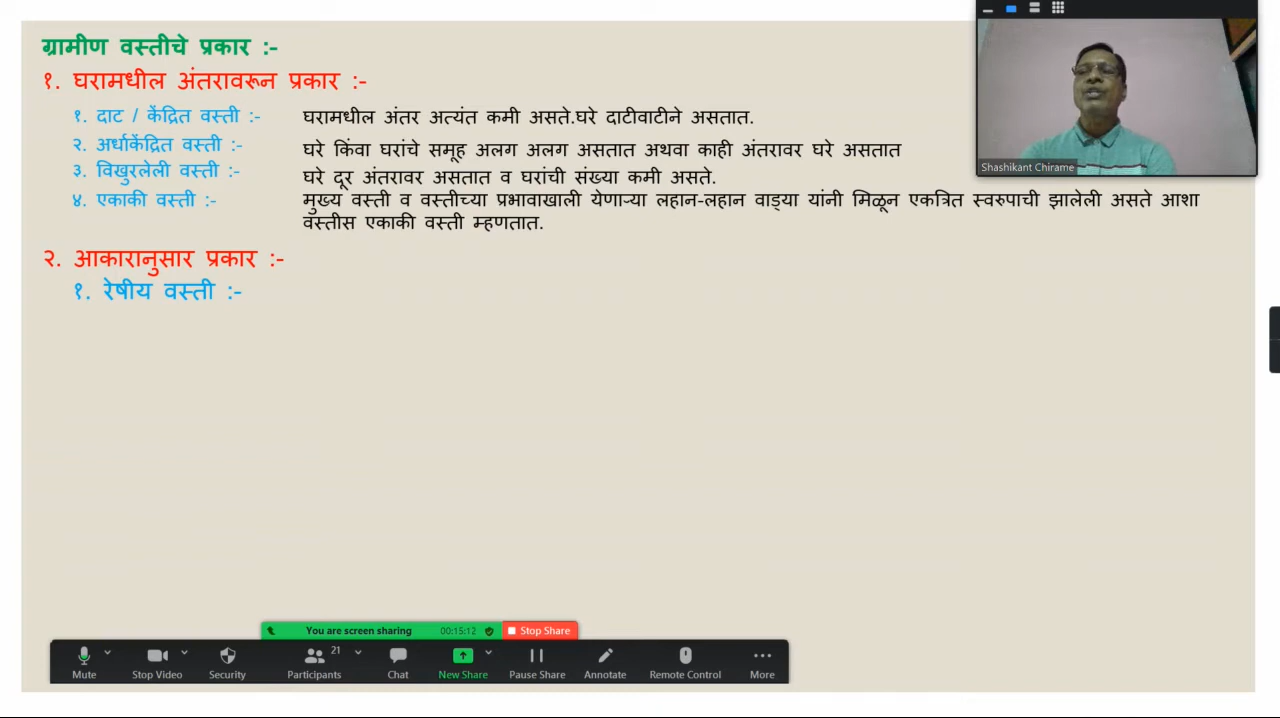 ग्रामीण वस्तीचे प्रकार :-
१. घरामधील अंतरावरून प्रकार :-
१. दाट / केंद्रित वस्ती :- घरामधील अंतर अत्यंत कमी असते.घरे दाटीवाटीने असतात.
२. अर्धाकेंद्रित वस्ती :- घरे किंवा घरांचे समूह अलग अलग असतात अथवा काही अंतरावर घरे असतात
३. विखुरलेली वस्ती :- घरे दूर अंतरावर असतात व घरांची संख्या कमी असते.
४. एकाकी वस्ती :- मुख्य वस्ती व वस्तीच्या प्रभावाखाली येणाऱ्या लहान-लहान वाड्या यांनी मिळून एकत्रित स्वरुपाची झालेली असते आशा
वस्तीस एकाकी वस्ती म्हणतात.
२. आकारानुसार प्रकार :-
१. रेषीय वस्ती :-
Shashikant Chirame
You are screen sharing 00:15:12 Stop Share
21
Mute Stop Video Security Participants Chat New Share Pause Share Annotate Remote Control More